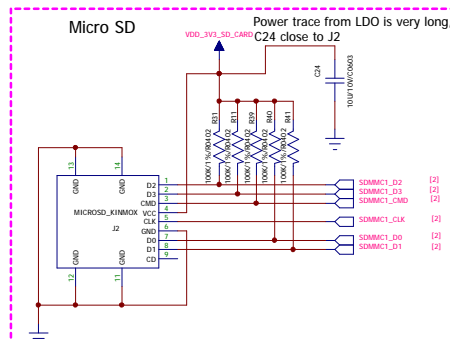 Micro SD
Power trace from LDO is very long,
C24 close to J2
VDD_3V3_SD_CARD
C24
10U/10V/C0603
R31
R11
R39
R40
R41
100K/1%/R0402
100K/1%/R0402
100K/1%/R0402
100K/1%/R0402
100K/1%/R0402
13
14
GND
GND
MICROSD_KINMOX
J2
D2 1
D3 2
CMD 3
VCC 4
CLK 5
GND 6
D0 7
D1 8
CD 9
GND
GND
12
11
SDMMC1_D2 [2]
SDMMC1_D3 [2]
SDMMC1_CMD [2]
SDMMC1_CLK [2]
SDMMC1_D0 [2]
SDMMC1_D1 [2]